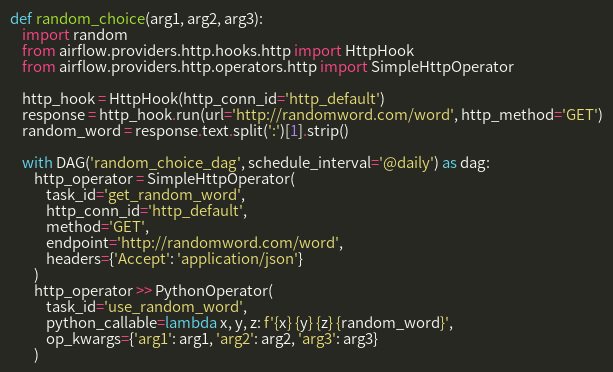 def random_choice(arg1, arg2, arg3):
    import random
    from airflow.providers.http.hooks.http import HttpHook
    from airflow.providers.http.operators.http import SimpleHttpOperator

    http_hook = HttpHook(http_conn_id='http_default')
    response = http_hook.run(url='http://randomword.com/word', http_method='GET')
    random_word = response.text.split(':')[1].strip()

    with DAG('random_choice_dag', schedule_interval='@daily') as dag:
        http_operator = SimpleHttpOperator(
            task_id='get_random_word',
            http_conn_id='http_default',
            method='GET',
            endpoint='http://randomword.com/word',
            headers={'Accept': 'application/json'}
        )
        http_operator >> PythonOperator(
            task_id='use_random_word',
            python_callable=lambda x, y, z: f'{x} {y} {z} {random_word}',
            op_kwargs={'arg1': arg1, 'arg2': arg2, 'arg3': arg3}
        )